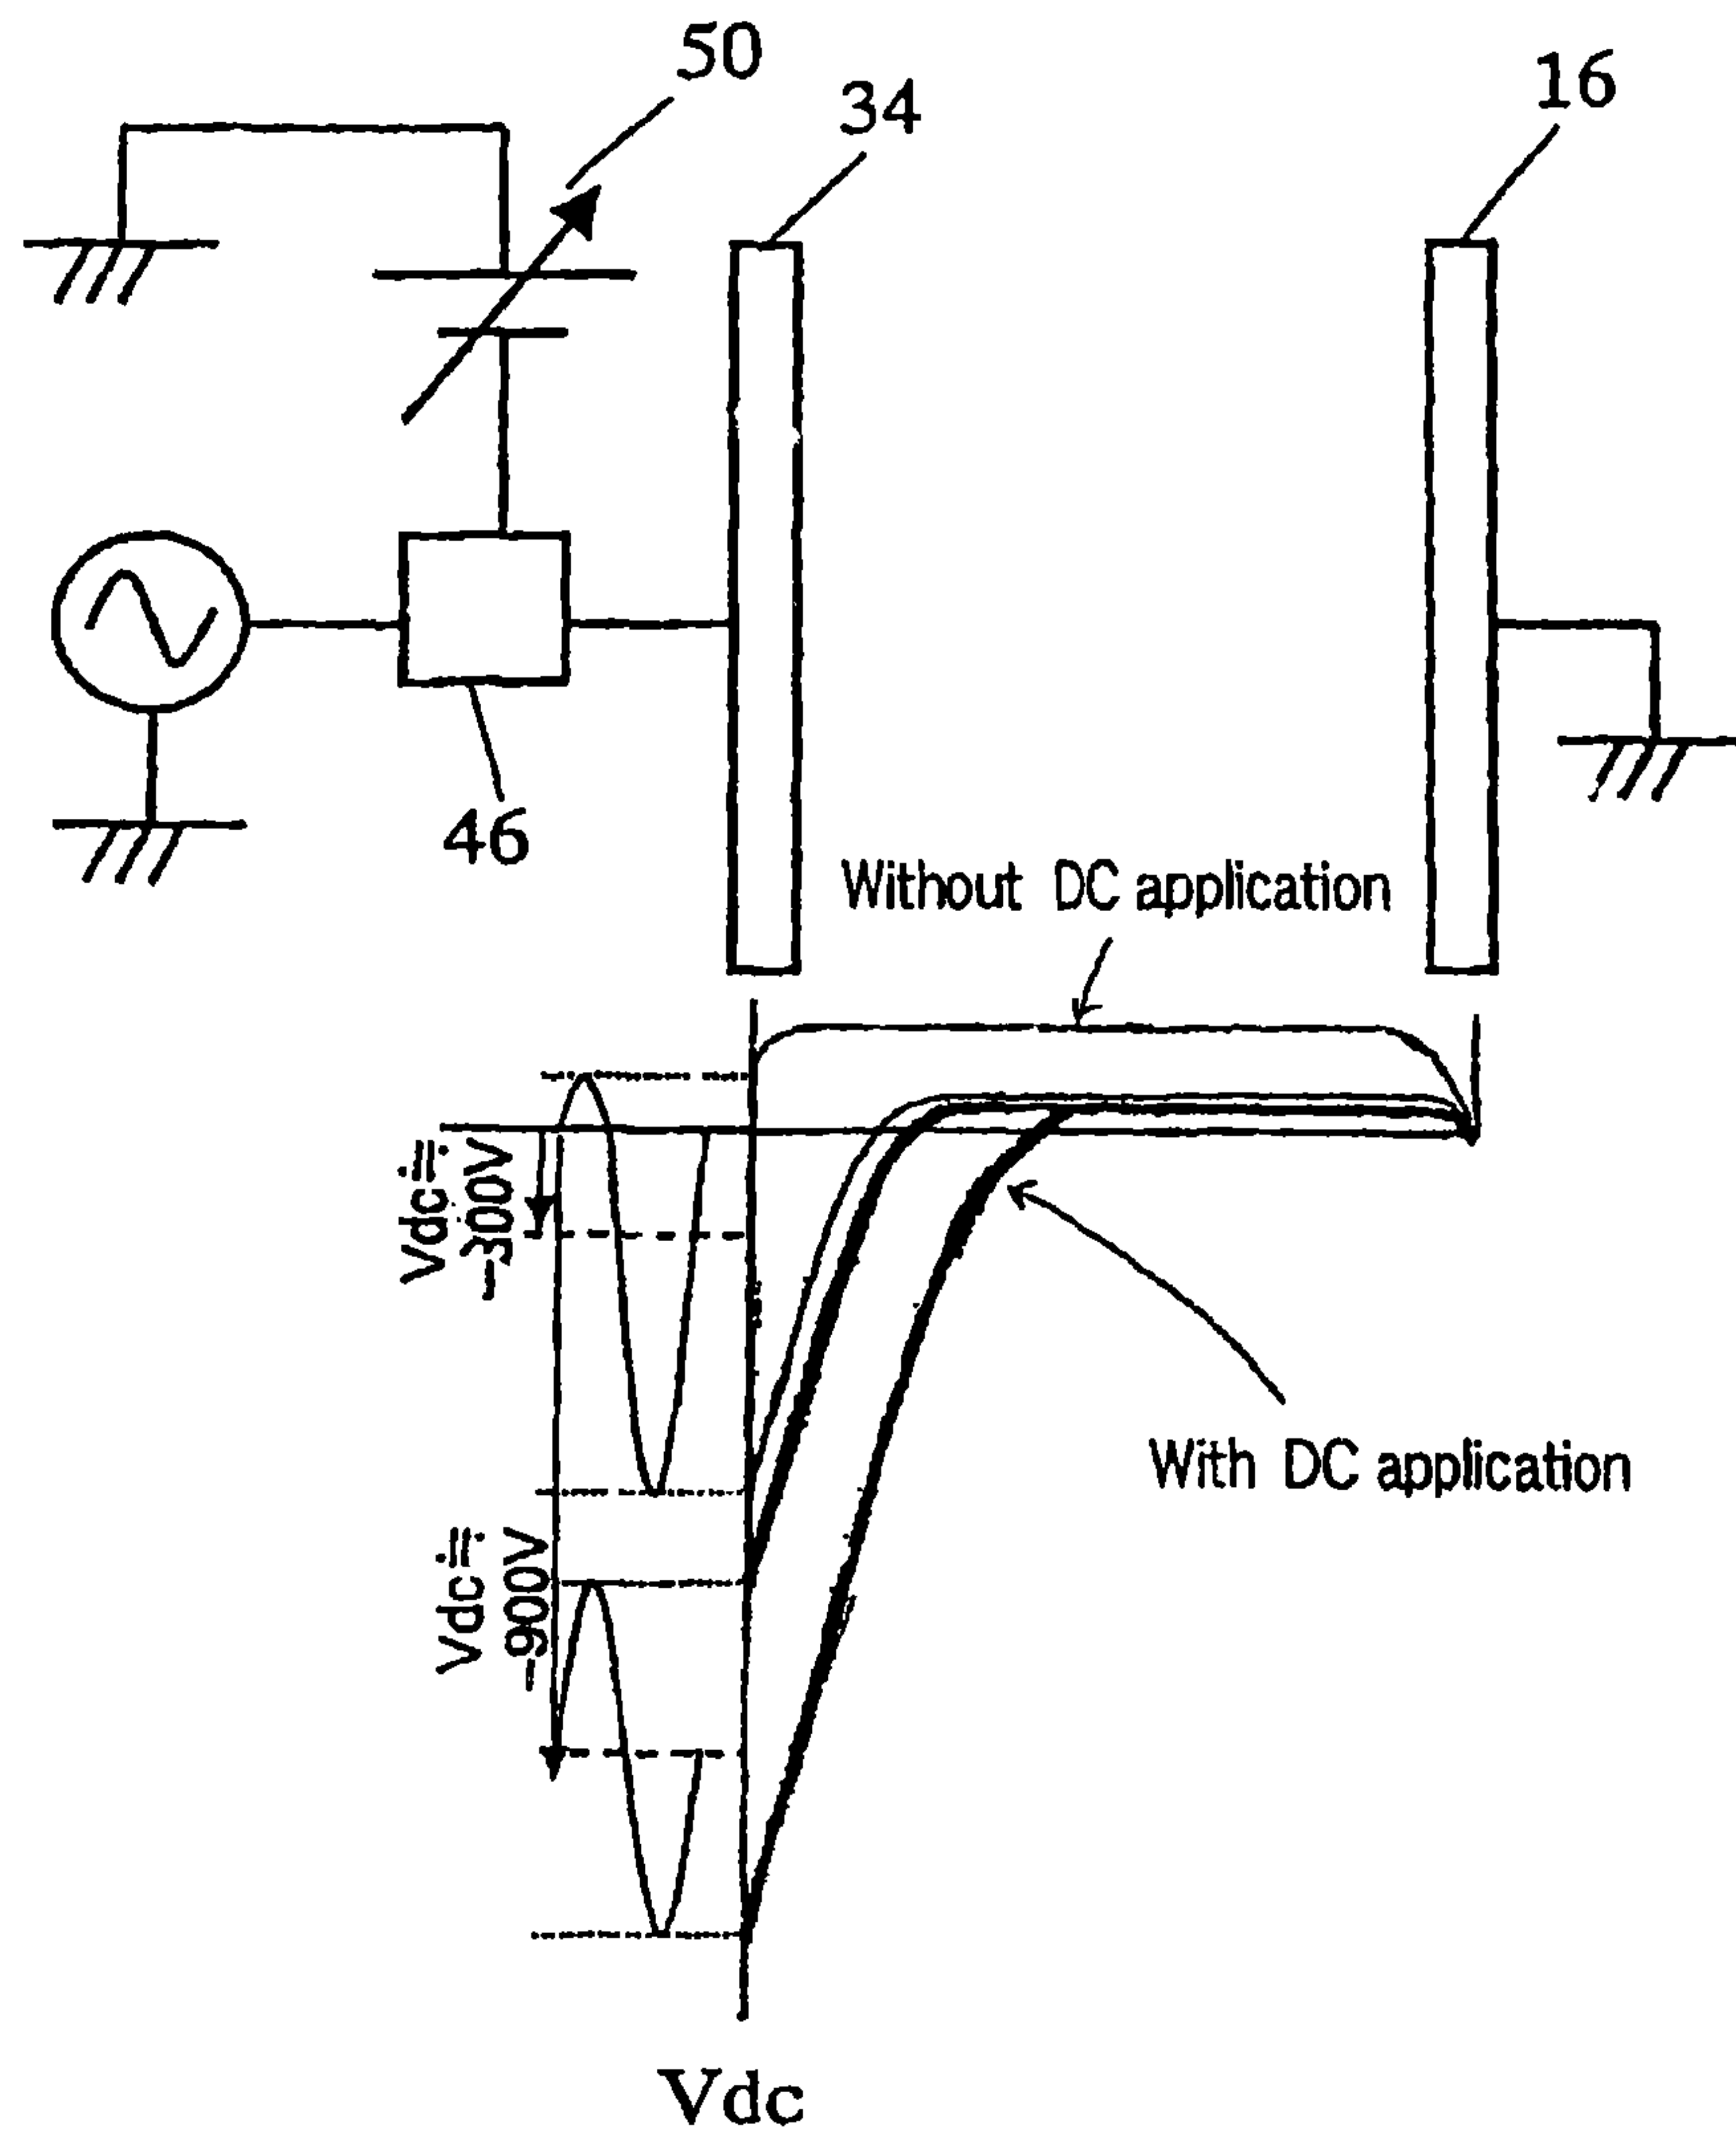 50
34
16
46
Without DC application
Vdc≒
-300V
With DC application
Vdc≒
-900V
Vdc